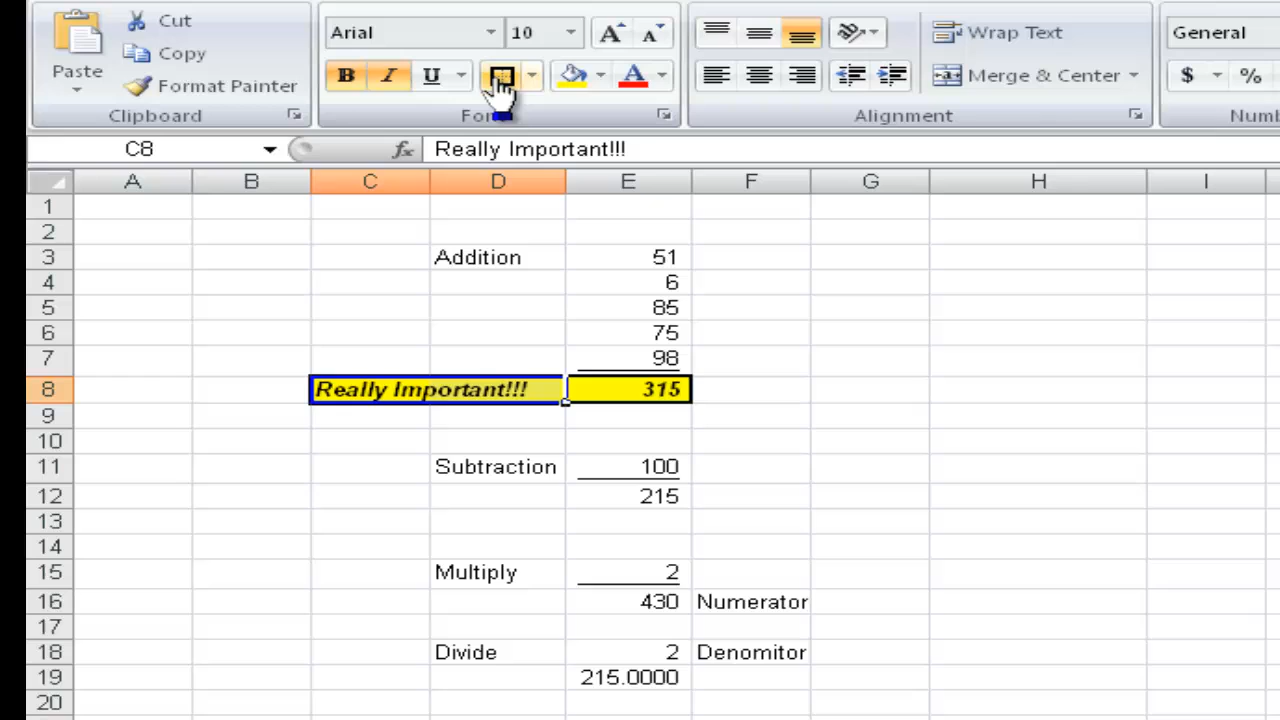 Cut
Copy
Paste
Format Painter
Clipboard
Arial 10 A A
B I U A
Fon
Wrap Text
Merge & Center
Alignment
General
$ %
Numb
C8 fx Really Important!!!
A B C D E F G H I
1
2
3 Addition 51
4 6
5 85
6 75
7 98
8 Really Important!!! 315
9
10
11 Subtraction 100
12 215
13
14
15 Multiply 2
16 430 Numerator
17
18 Divide 2 Denomitor
19 215.0000
20